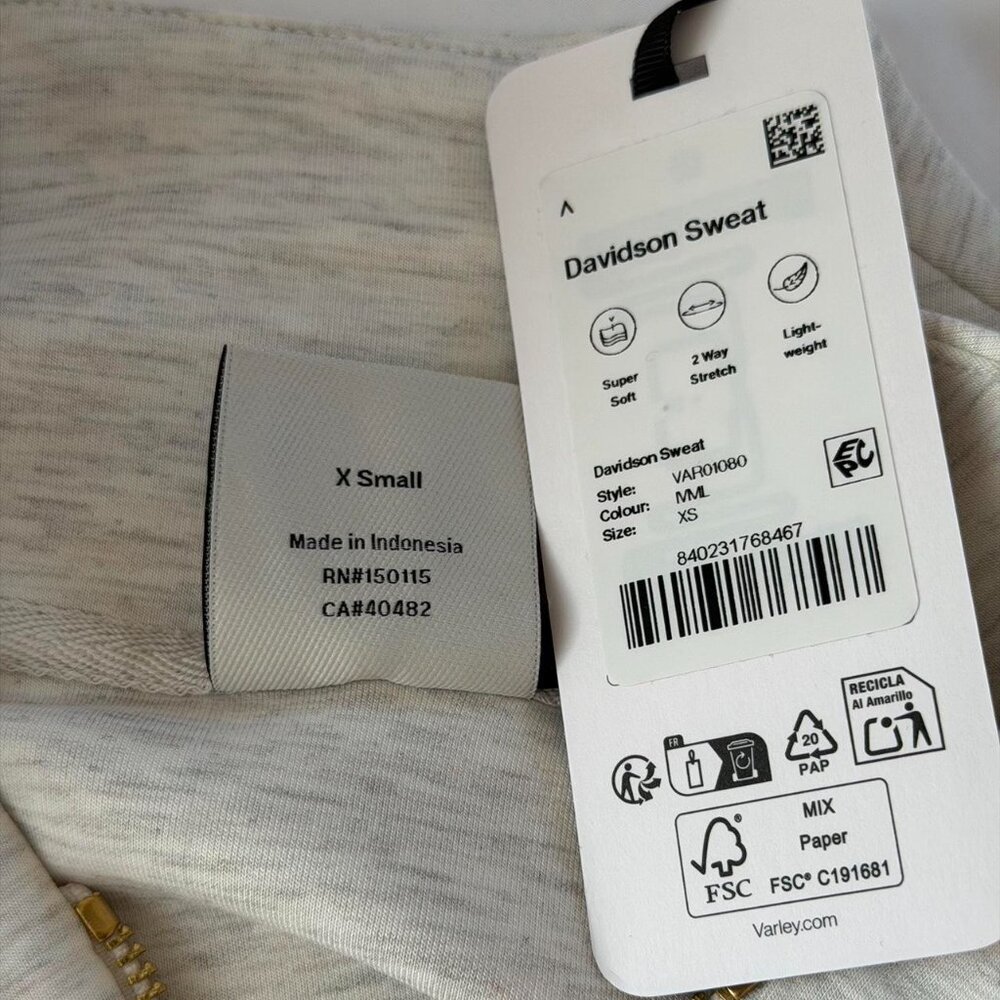 X Small
Made in Indonesia
RN#150115
CA#40482
Davidson Sweat
Super
Soft
2 Way
Stretch
Light-
weight
Davidson Sweat
Style: VAR01080
Colour: MML
Size: XS
EPC
840231768467
FR
20
PAP
RECICLA
Al Amarillo
FSC®
MIX
Paper
FSC® C191681
Varley.com